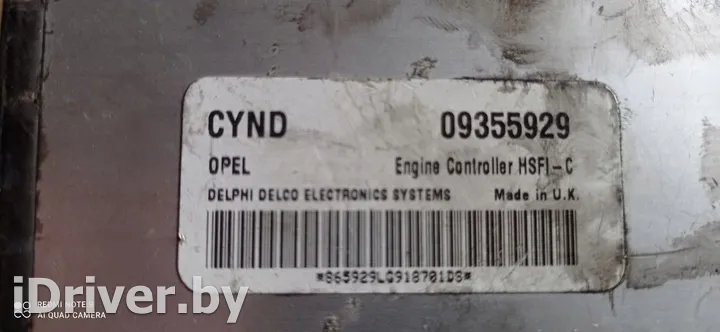 CYND 09355929
OPEL Engine Controller HSFI-C
DELPHI DELCO ELECTRONICS SYSTEMS Made in U.K.
*S65929LG918701DS*
iDriver.by
REDMI NOTE 8
AI QUAD CAMERA